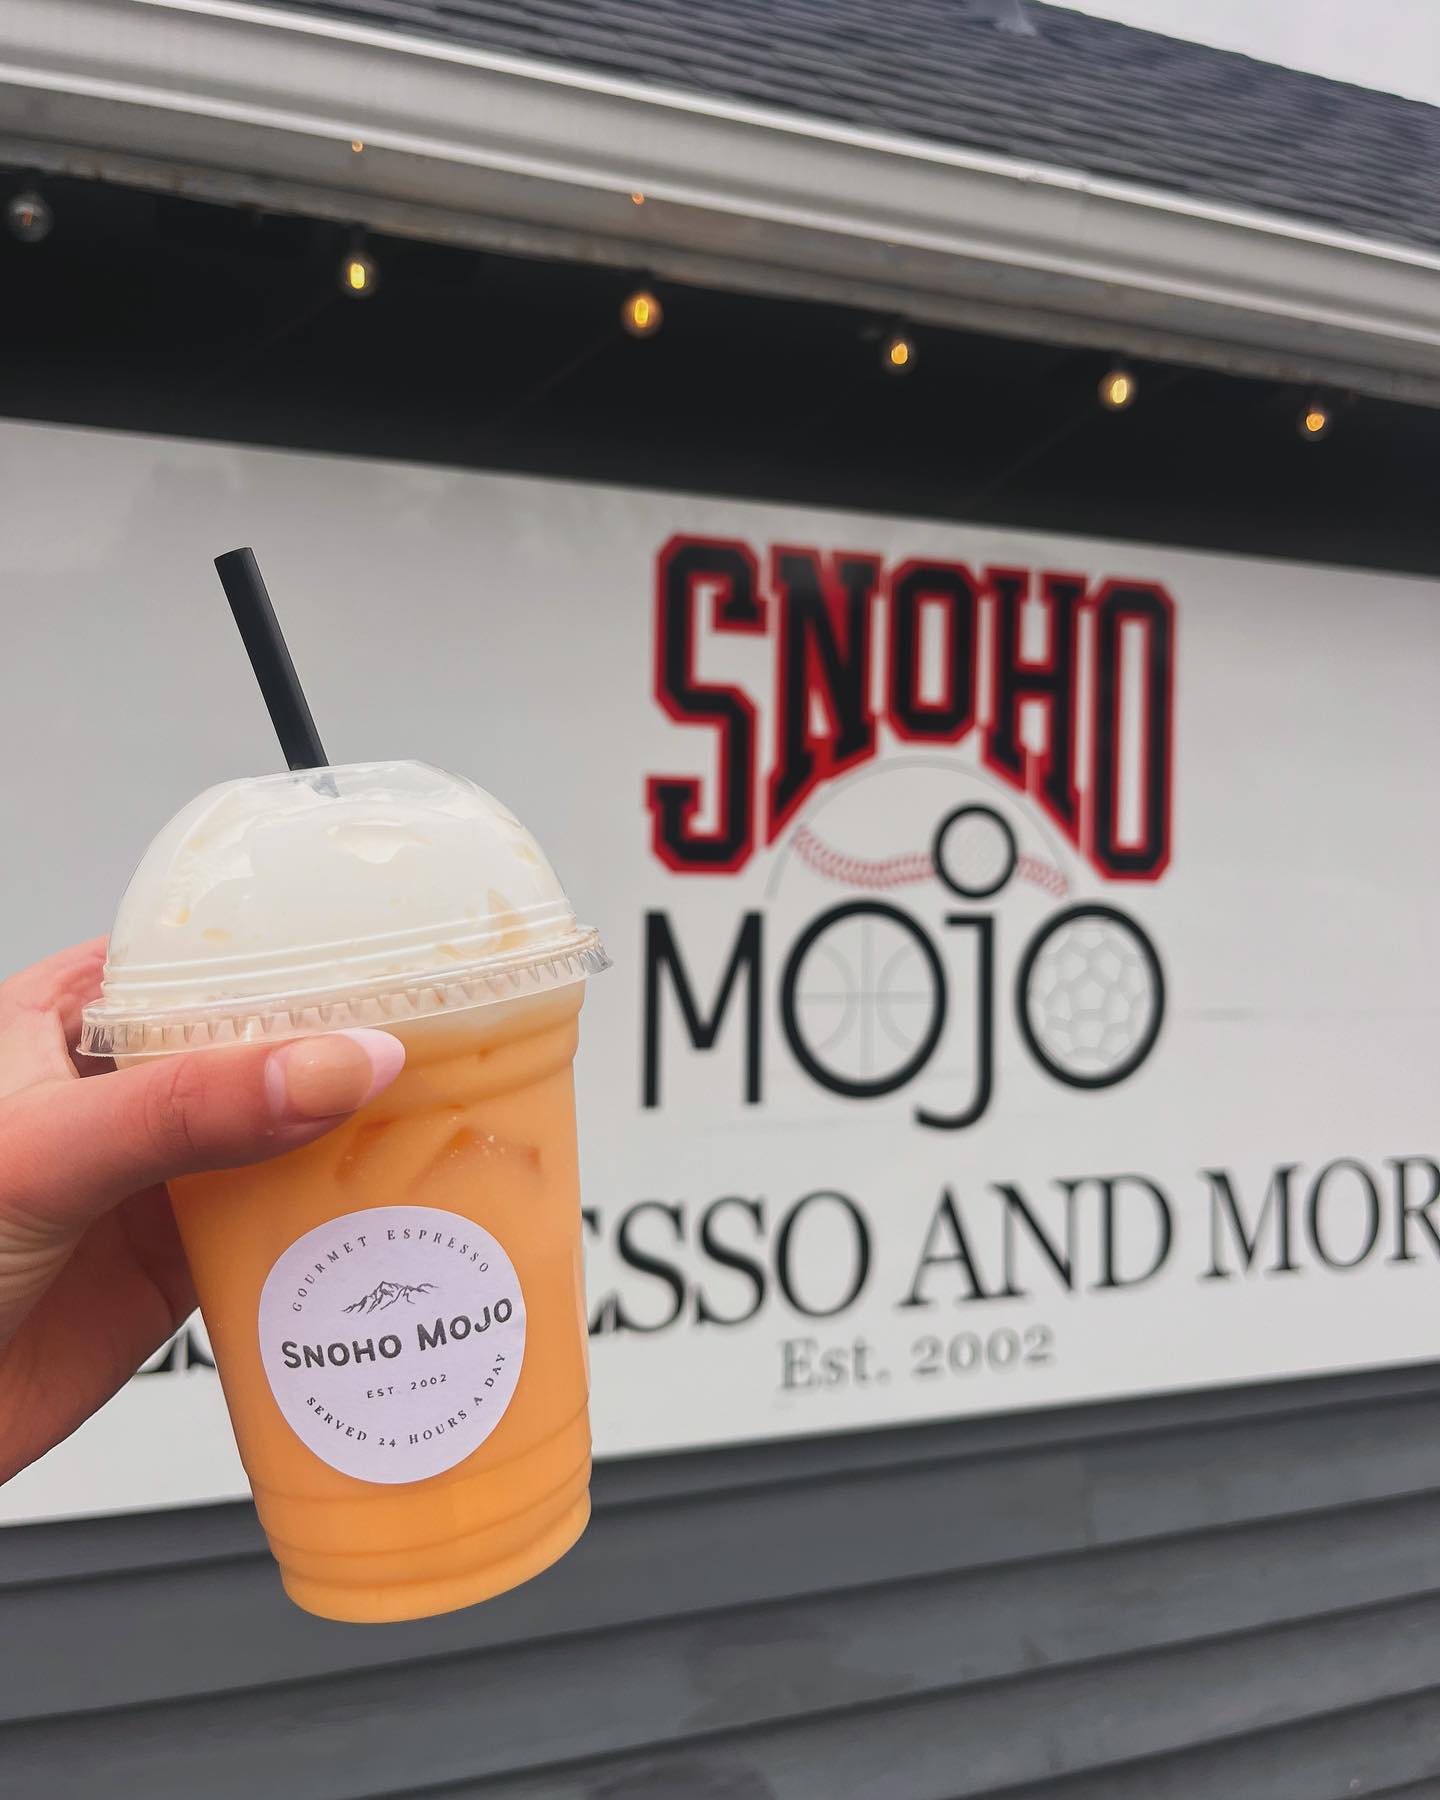 SNOHO
MOjO
ESSO AND MOR
Est. 2002
GOURMET ESPRESSO
SNOHO MOJO
EST. 2002
SERVED 24 HOURS A DAY